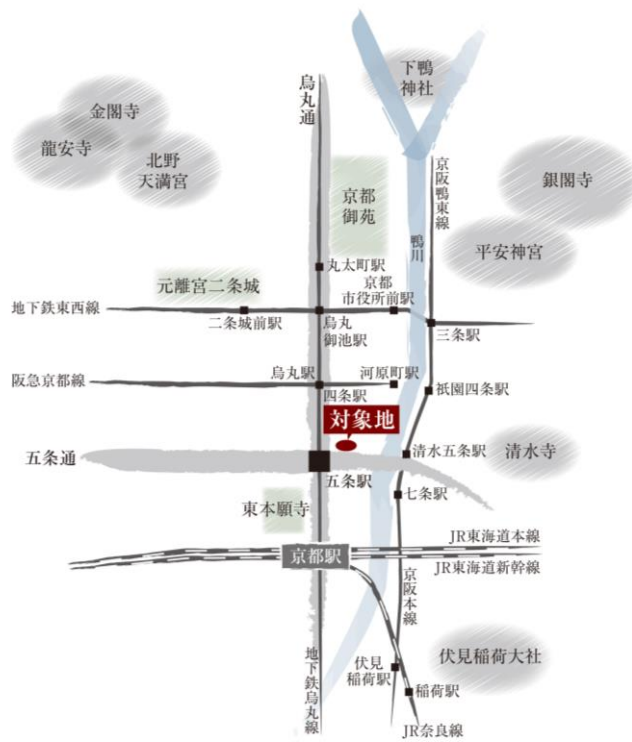 下鴨
神社
烏丸通
金閣寺
龍安寺
北野
天満宮
京都
御苑
京阪鴨東線
銀閣寺
鴨川
平安神宮
丸太町駅
元離宮二条城
京都
市役所前駅
地下鉄東西線
二条城前駅
烏丸
御池駅
三条駅
阪急京都線
烏丸駅
河原町駅
四条駅
祇園四条駅
対象地
五条通
清水五条駅
清水寺
五条駅
七条駅
東本願寺
JR東海道本線
京都駅
JR東海道新幹線
京阪本線
地下鉄烏丸線
伏見
稲荷駅
伏見稲荷大社
稲荷駅
JR奈良線